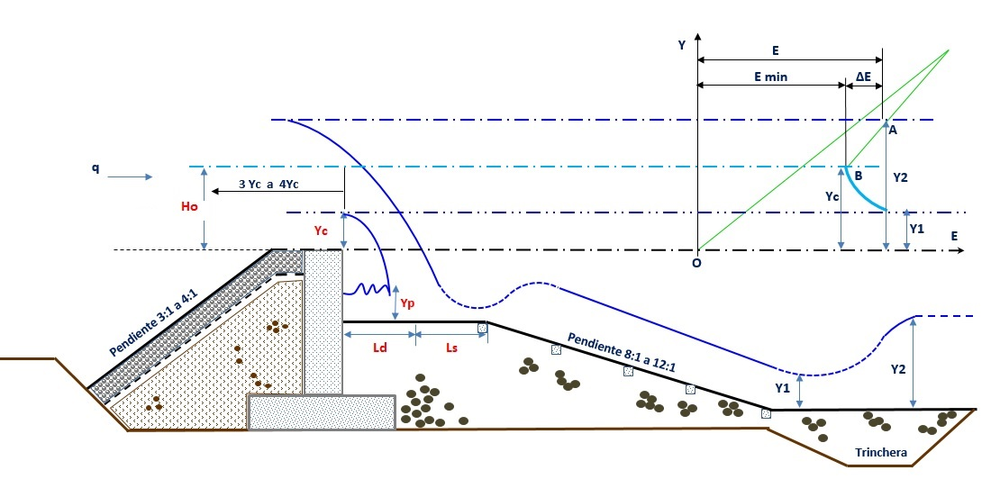 Y
E
E min
ΔE
A
q
B
Y2
3 Yc a 4Yc
Ho
Yc
Yc
Y1
E
O
Pendiente 3:1 a 4:1
Yp
Ld
Ls
Pendiente 8:1 a 12:1
Y1
Y2
Trinchera